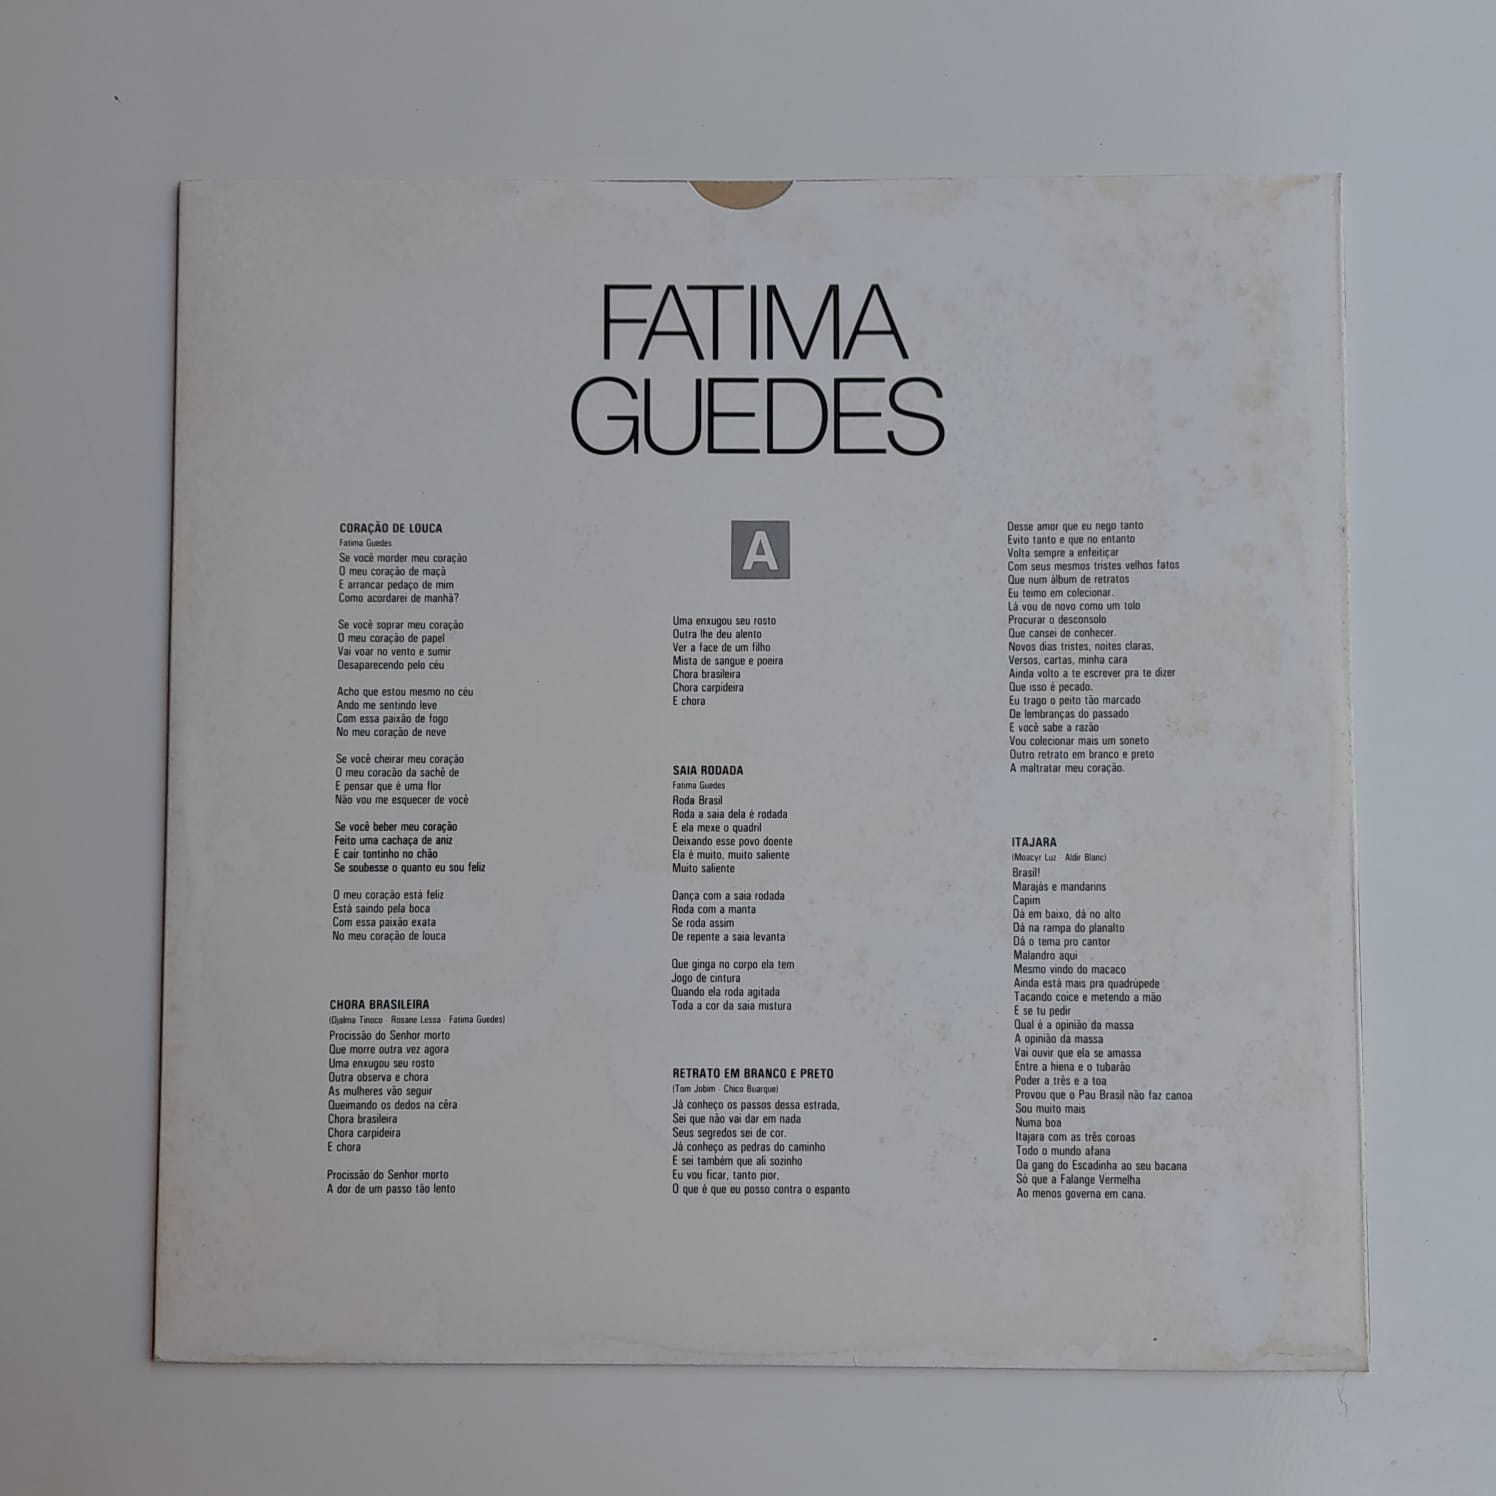 FATIMA
GUEDES
CORAÇÃO DE LOUCA
Fatima Guedes
Se você morder meu coração
O meu coração de maçã
E arrancar pedaço de mim
Como acordarei de manhã?
Se você soprar meu coração
O meu coração de papel
Vai voar no vento e sumir
Desaparecendo pelo céu
Acho que estou mesmo no céu
Ando me sentindo leve
Com essa paixão de fogo
No meu coração de neve
Se você cheirar meu coração
O meu coracão da sachê de
E pensar que é uma flor
Não vou me esquecer de você
Se você beber meu coração
Feito uma cachaça de aniz
E cair tontinho no chão
Se soubesse o quanto eu sou feliz
O meu coração está feliz
Está saindo pela boca
Com essa paixão exata
No meu coração de louca
CHORA BRASILEIRA
(Djalma Tinoco · Rosane Lessa · Fatima Guedes)
Procissão do Senhor morto
Que morre outra vez agora
Uma enxugou seu rosto
Outra observa e chora
As mulheres vão seguir
Queimando os dedos na cêra
Chora brasileira
Chora carpideira
E chora
Procissão do Senhor morto
A dor de um passo tão lento
A
Uma enxugou seu rosto
Outra lhe deu alento
Ver a face de um filho
Mista de sangue e poeira
Chora brasileira
Chora carpideira
E chora
SAIA RODADA
Fatima Guedes
Roda Brasil
Roda a saia dela é rodada
E ela mexe o quadril
Deixando esse povo doente
Ela é muito, muito saliente
Muito saliente
Dança com a saia rodada
Roda com a manta
Se roda assim
De repente a saia levanta
Que ginga no corpo ela tem
Jogo de cintura
Quando ela roda agitada
Toda a cor da saia mistura
RETRATO EM BRANCO E PRETO
(Tom Jobim · Chico Buarque)
Já conheço os passos dessa estrada,
Sei que não vai dar em nada
Seus segredos sei de cor.
Já conheço as pedras do caminho
E sei também que ali sozinho
Eu vou ficar, tanto pior,
O que é que eu posso contra o espanto
Desse amor que eu nego tanto
Evito tanto e que no entanto
Volta sempre a enfeitiçar
Com seus mesmos tristes velhos fatos
Que num álbum de retratos
Eu teimo em colecionar.
Lá vou de novo como um tolo
Procurar o desconsolo
Que cansei de conhecer.
Novos dias tristes, noites claras,
Versos, cartas, minha cara
Ainda volto a te escrever pra te dizer
Que isso é pecado.
Eu trago o peito tão marcado
De lembranças do passado
E você sabe a razão
Vou colecionar mais um soneto
Outro retrato em branco e preto
A maltratar meu coração.
ITAJARA
(Moacyr Luz · Aldir Blanc)
Brasil!
Marajás e mandarins
Capim
Dá em baixo, dá no alto
Dá na rampa do planalto
Dá o tema pro cantor
Malandro aqui
Mesmo vindo do macaco
Ainda está mais pra quadrúpede
Tacando coice e metendo a mão
E se tu pedir
Qual é a opinião da massa
A opinião da massa
Vai ouvir que ela se amassa
Entre a hiena e o tubarão
Poder a três e a toa
Provou que o Pau Brasil não faz canoa
Sou muito mais
Numa boa
Itajara com as três coroas
Todo o mundo afana
Da gang do Escadinha ao seu bacana
Só que a Falange Vermelha
Ao menos governa em cana.